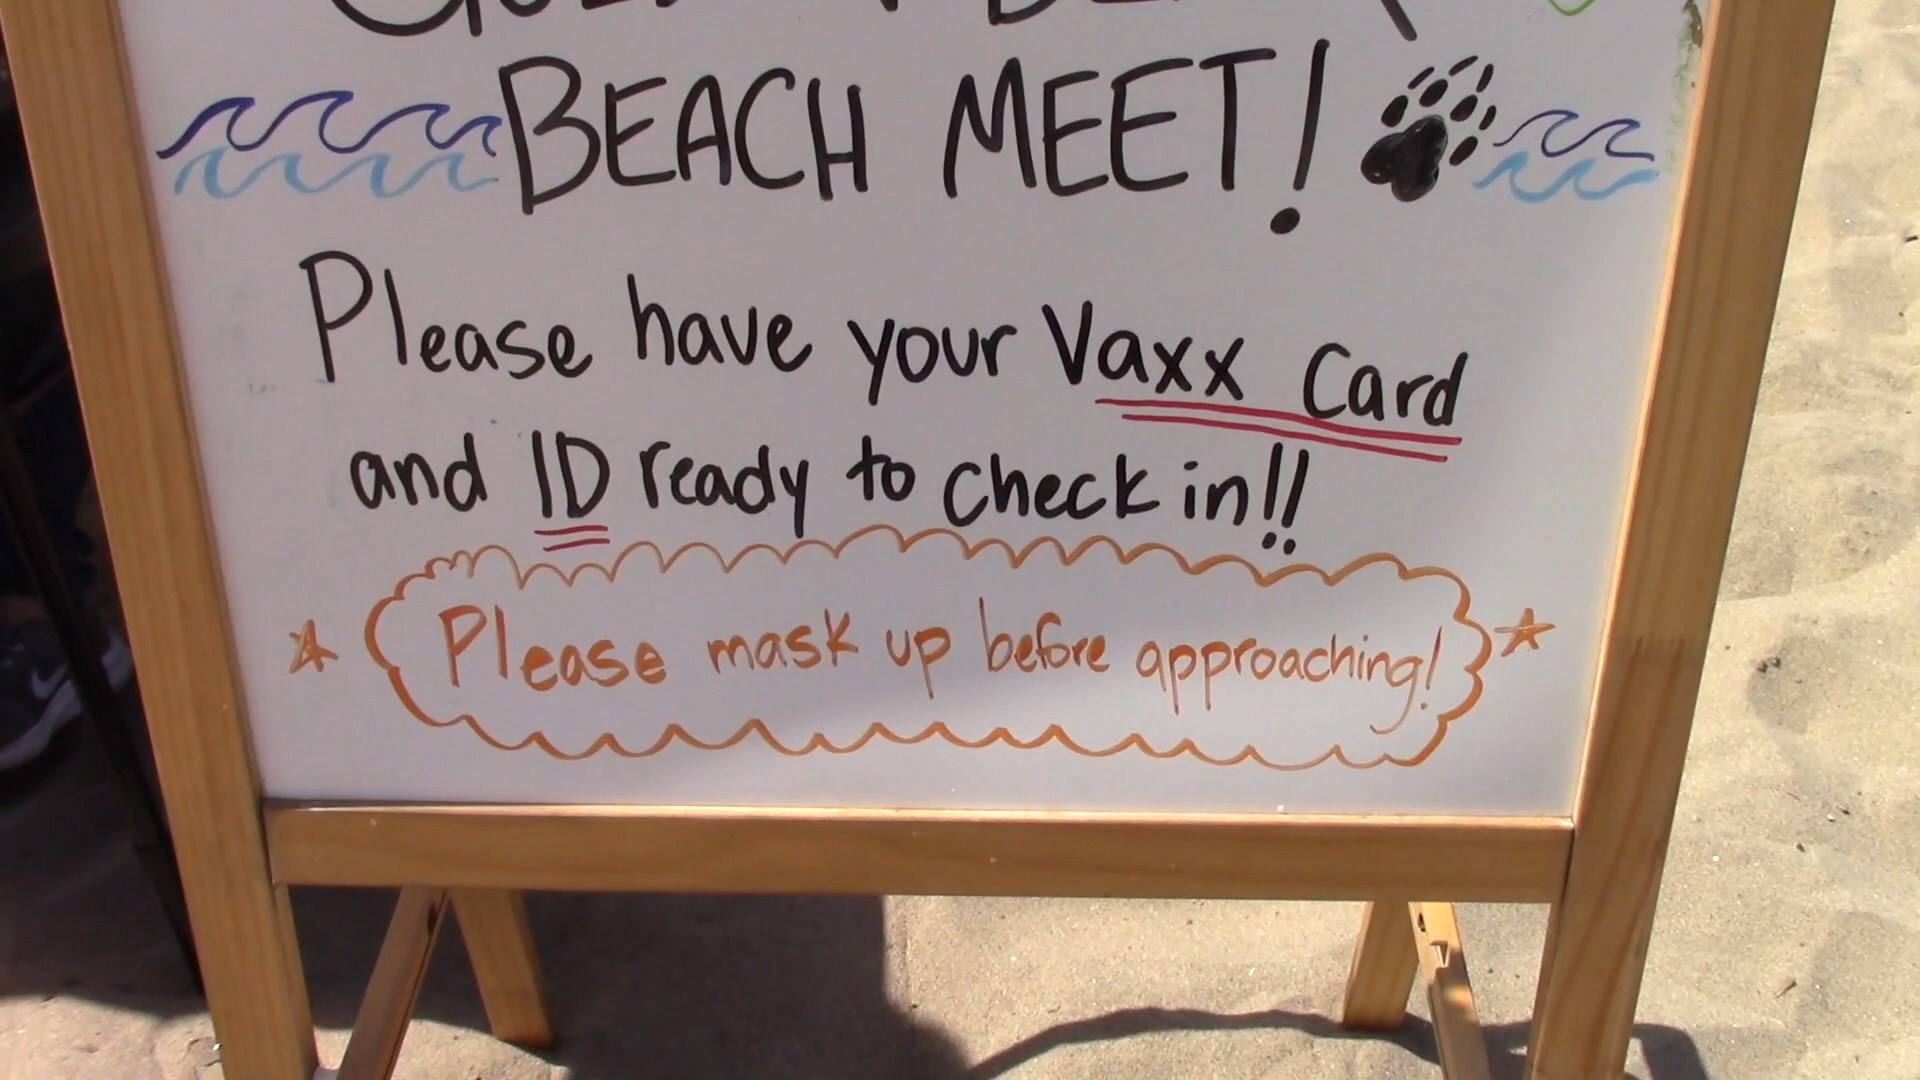 BEACH MEET!
Please have your Vaxx Card
and ID ready to check in!!
Please mask up before approaching!